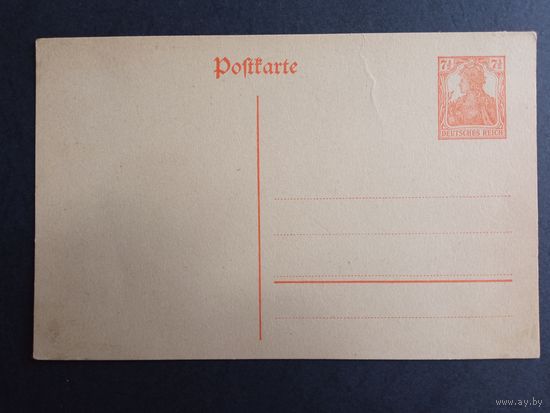 Postkarte
7½ 7½
DEUTSCHES REICH
www.ay.by